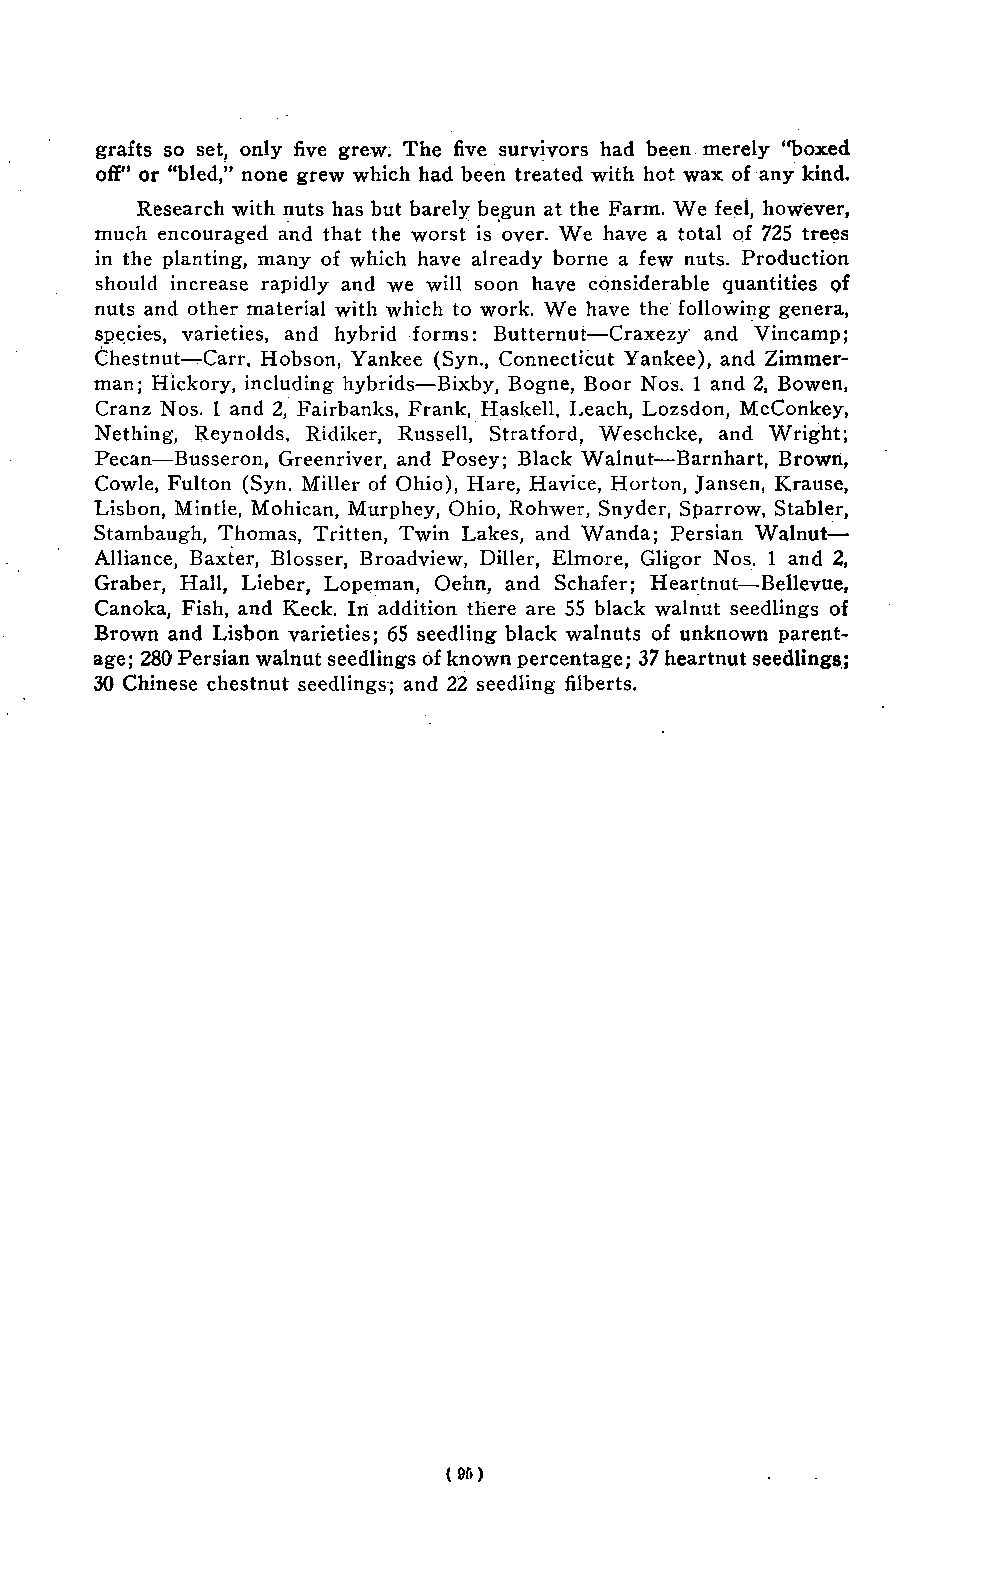 grafts so set, only five grew. The five survivors had been merely "boxed
off" or "bled," none grew which had been treated with hot wax of any kind.
Research with nuts has but barely begun at the Farm. We feel, however,
much encouraged and that the worst is over. We have a total of 725 trees
in the planting, many of which have already borne a few nuts. Production
should increase rapidly and we will soon have considerable quantities of
nuts and other material with which to work. We have the following genera,
species, varieties, and hybrid forms: Butternut—Craxezy and Vincamp;
Chestnut—Carr, Hobson, Yankee (Syn., Connecticut Yankee), and Zimmer-
man; Hickory, including hybrids—Bixby, Bogne, Boor Nos. 1 and 2, Bowen,
Cranz Nos. 1 and 2, Fairbanks, Frank, Haskell, Leach, Lozsdon, McConkey,
Nething, Reynolds, Ridiker, Russell, Stratford, Weschcke, and Wright;
Pecan—Busseron, Greenriver, and Posey; Black Walnut—Barnhart, Brown,
Cowle, Fulton (Syn. Miller of Ohio), Hare, Havice, Horton, Jansen, Krause,
Lisbon, Mintle, Mohican, Murphey, Ohio, Rohwer, Snyder, Sparrow, Stabler,
Stambaugh, Thomas, Tritten, Twin Lakes, and Wanda; Persian Walnut—
Alliance, Baxter, Blosser, Broadview, Diller, Elmore, Gligor Nos. 1 and 2,
Graber, Hall, Lieber, Lopeman, Oehn, and Schafer; Heartnut—Bellevue,
Canoka, Fish, and Keck. In addition there are 55 black walnut seedlings of
Brown and Lisbon varieties; 65 seedling black walnuts of unknown parent-
age; 280 Persian walnut seedlings of known percentage; 37 heartnut seedlings;
30 Chinese chestnut seedlings; and 22 seedling filberts.
(95)